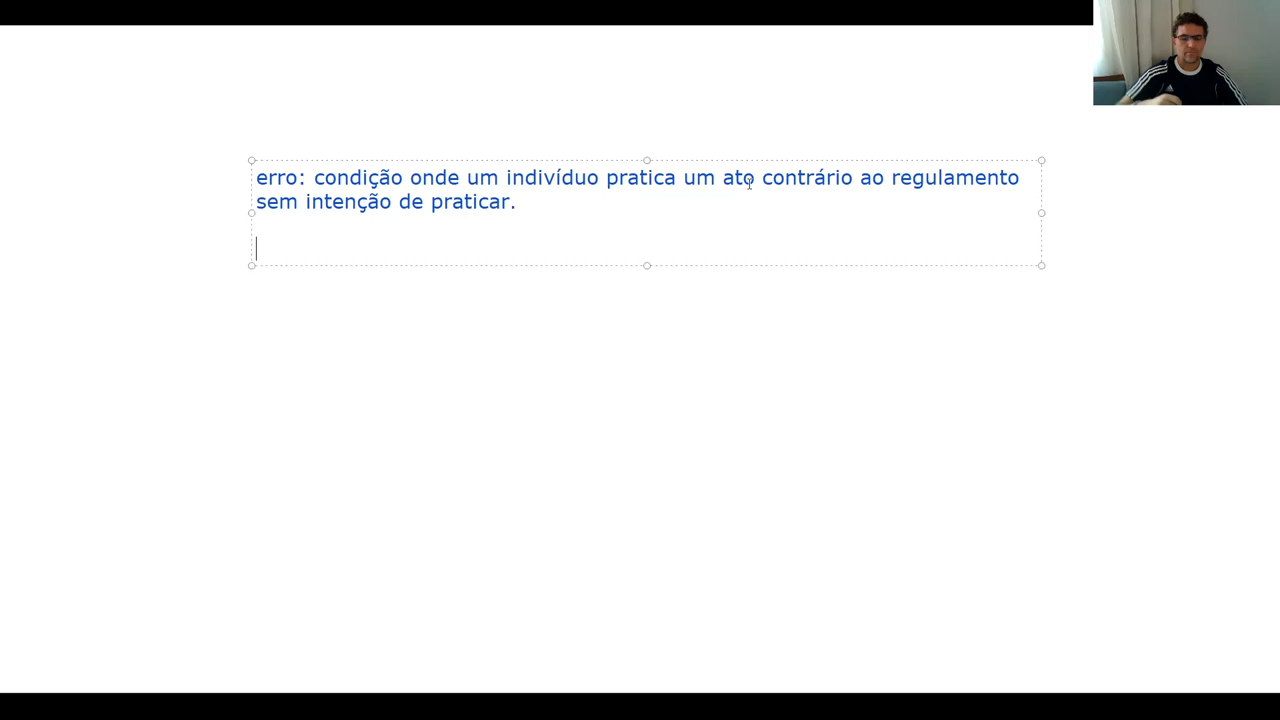 erro: condição onde um indivíduo pratica um ato contrário ao regulamento
sem intenção de praticar.